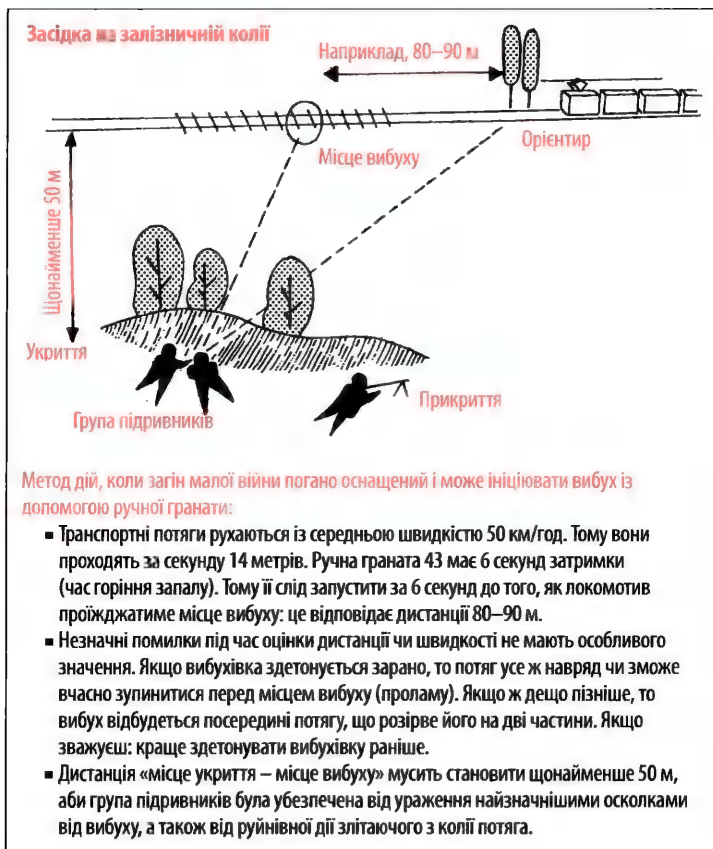 Засідка на залізничній колії
Наприклад, 80–90 м
Орієнтир
Місце вибуху
Щонайменше 50 м
Укриття
Прикриття
Група підривників
Метод дій, коли загін малої війни погано оснащений і може ініціювати вибух із
допомогою ручної гранати:
▪ Транспортні потяги рухаються із середньою швидкістю 50 км/год. Тому вони
проходять за секунду 14 метрів. Ручна граната 43 має 6 секунд затримки
(час горіння запалу). Тому її слід запустити за 6 секунд до того, як локомотив
проїжджатиме місце вибуху: це відповідає дистанції 80–90 м.
▪ Незначні помилки під час оцінки дистанції чи швидкості не мають особливого
значення. Якщо вибухівка здетонується зарано, то потяг усе ж навряд чи зможе
вчасно зупинитися перед місцем вибуху (проламу). Якщо ж дещо пізніше, то
вибух відбудеться посередині потягу, що розірве його на дві частини. Якщо
зважуєш: краще здетонувати вибухівку раніше.
▪ Дистанція «місце укриття – місце вибуху» мусить становити щонайменше 50 м,
аби група підривників була убезпечена від ураження найзначнішими осколками
від вибуху, а також від руйнівної дії злітаючого з колії потяга.